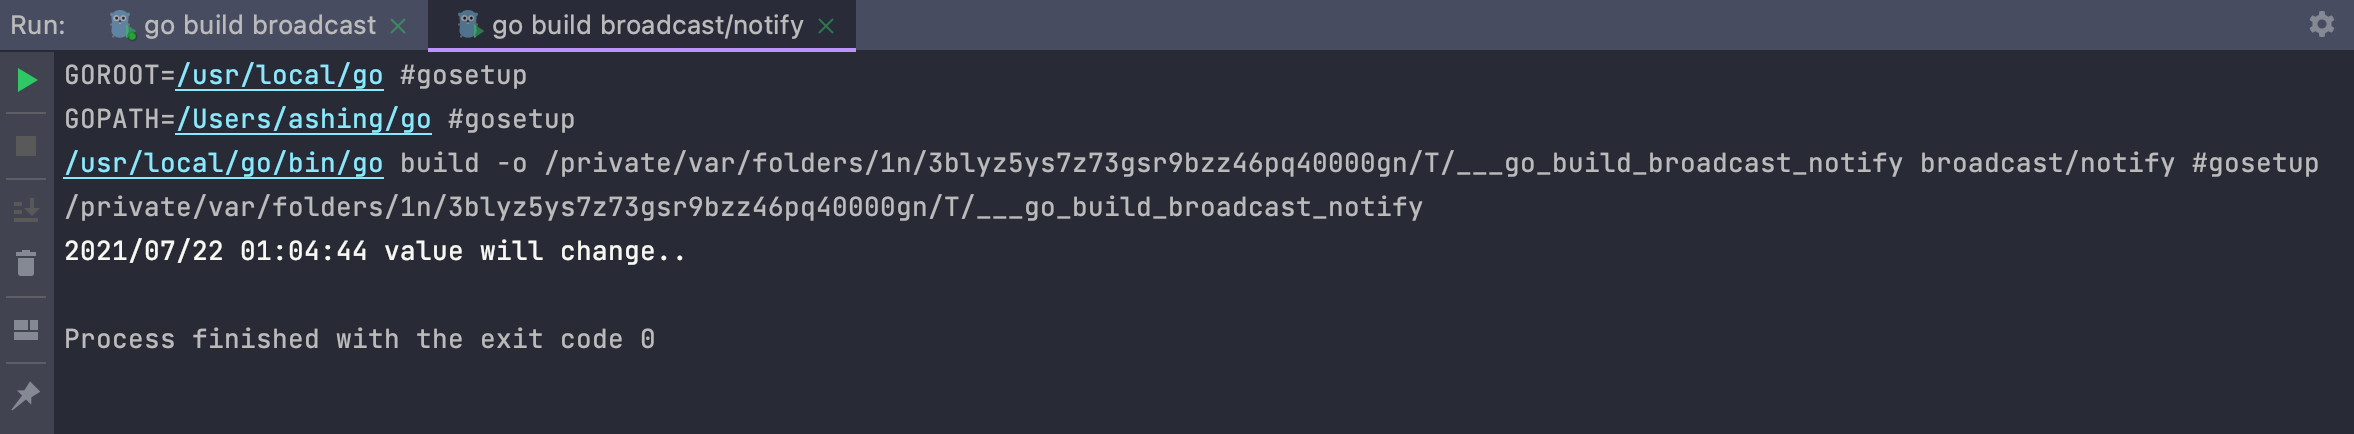 Run: go build broadcast go build broadcast/notify
GOROOT=/usr/local/go #gosetup
GOPATH=/Users/ashing/go #gosetup
/usr/local/go/bin/go build -o /private/var/folders/1n/3blyz5ys7z73gsr9bzz46pq40000gn/T/___go_build_broadcast_notify broadcast/notify #gosetup
/private/var/folders/1n/3blyz5ys7z73gsr9bzz46pq40000gn/T/___go_build_broadcast_notify
2021/07/22 01:04:44 value will change..
Process finished with the exit code 0